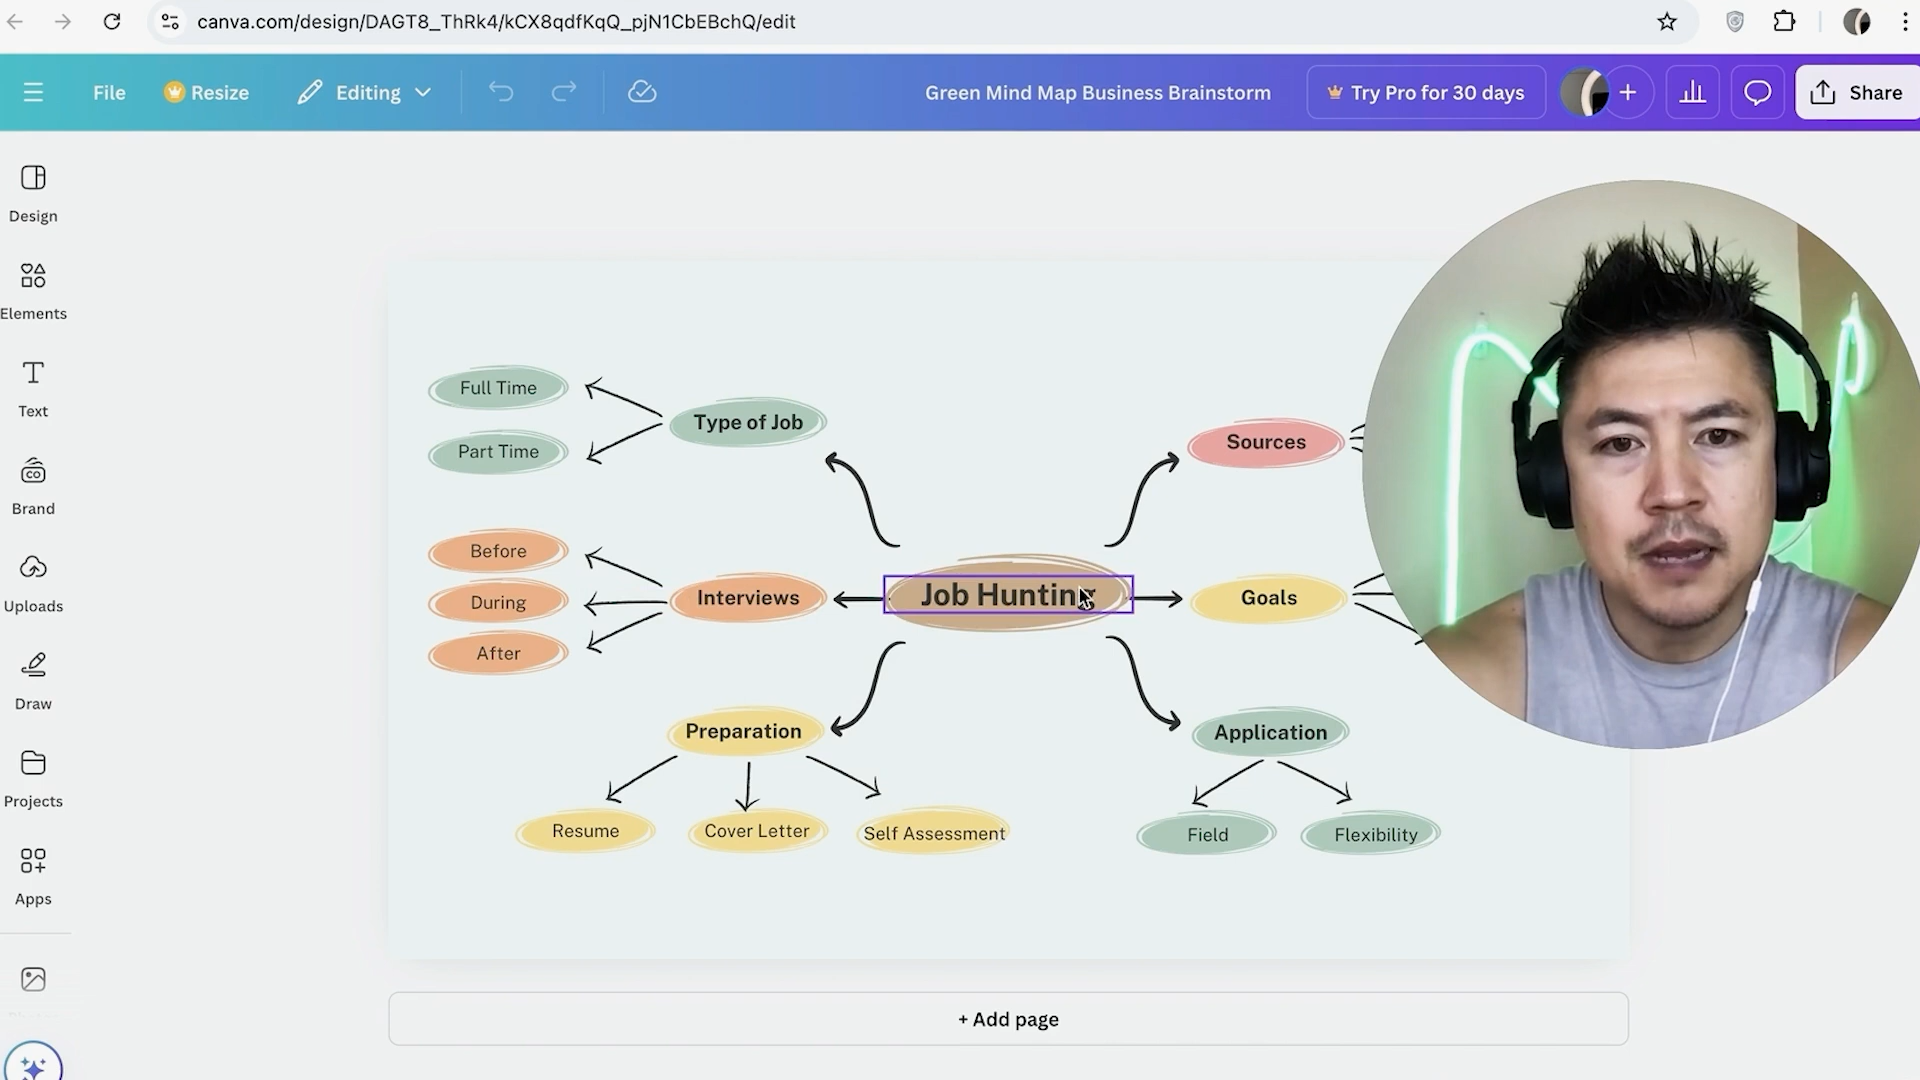 canva.com/design/DAGT8_ThRk4/kCX8qdfKqQ_pjN1CbEBchQ/edit
File
Resize
Editing
Green Mind Map Business Brainstorm
Try Pro for 30 days
Share
Design
Elements
Text
Brand
Uploads
Draw
Projects
Apps
Full Time
Part Time
Type of Job
Sources
Before
During
After
Interviews
Job Hunting
Goals
Preparation
Application
Resume
Cover Letter
Self Assessment
Field
Flexibility
+ Add page